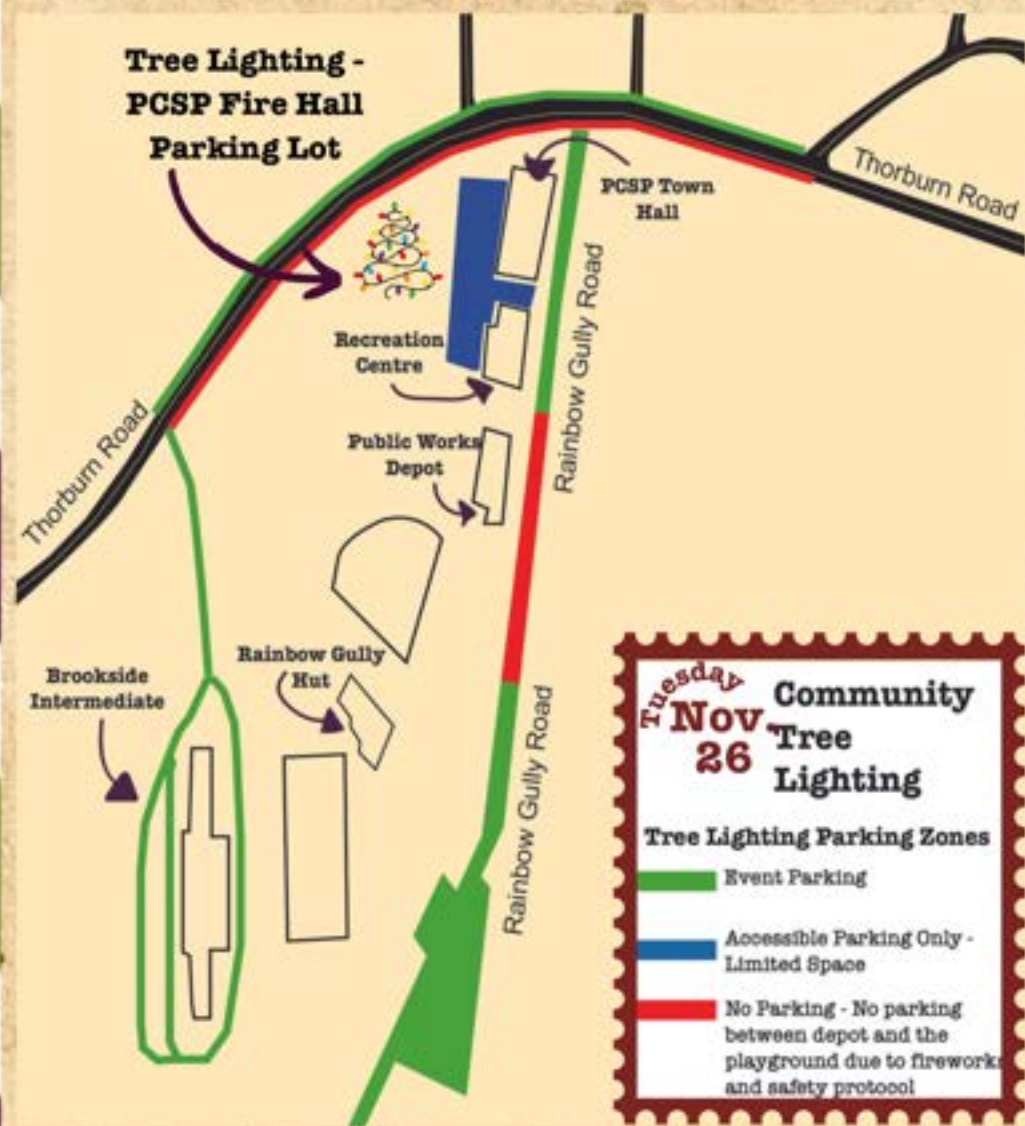 Tree Lighting -
PCSP Fire Hall
Parking Lot
Thorburn Road
PCSP Town
Hall
Rainbow Gully Road
Recreation
Centre
Public Works
Depot
Thorburn Road
Rainbow Gully
Hut
Brookside
Intermediate
Rainbow Gully Road
Tuesday
Nov.
26
Community
Tree
Lighting
Tree Lighting Parking Zones
Event Parking
Accessible Parking Only -
Limited Space
No Parking - No parking
between depot and the
playground due to fireworks
and safety protocol